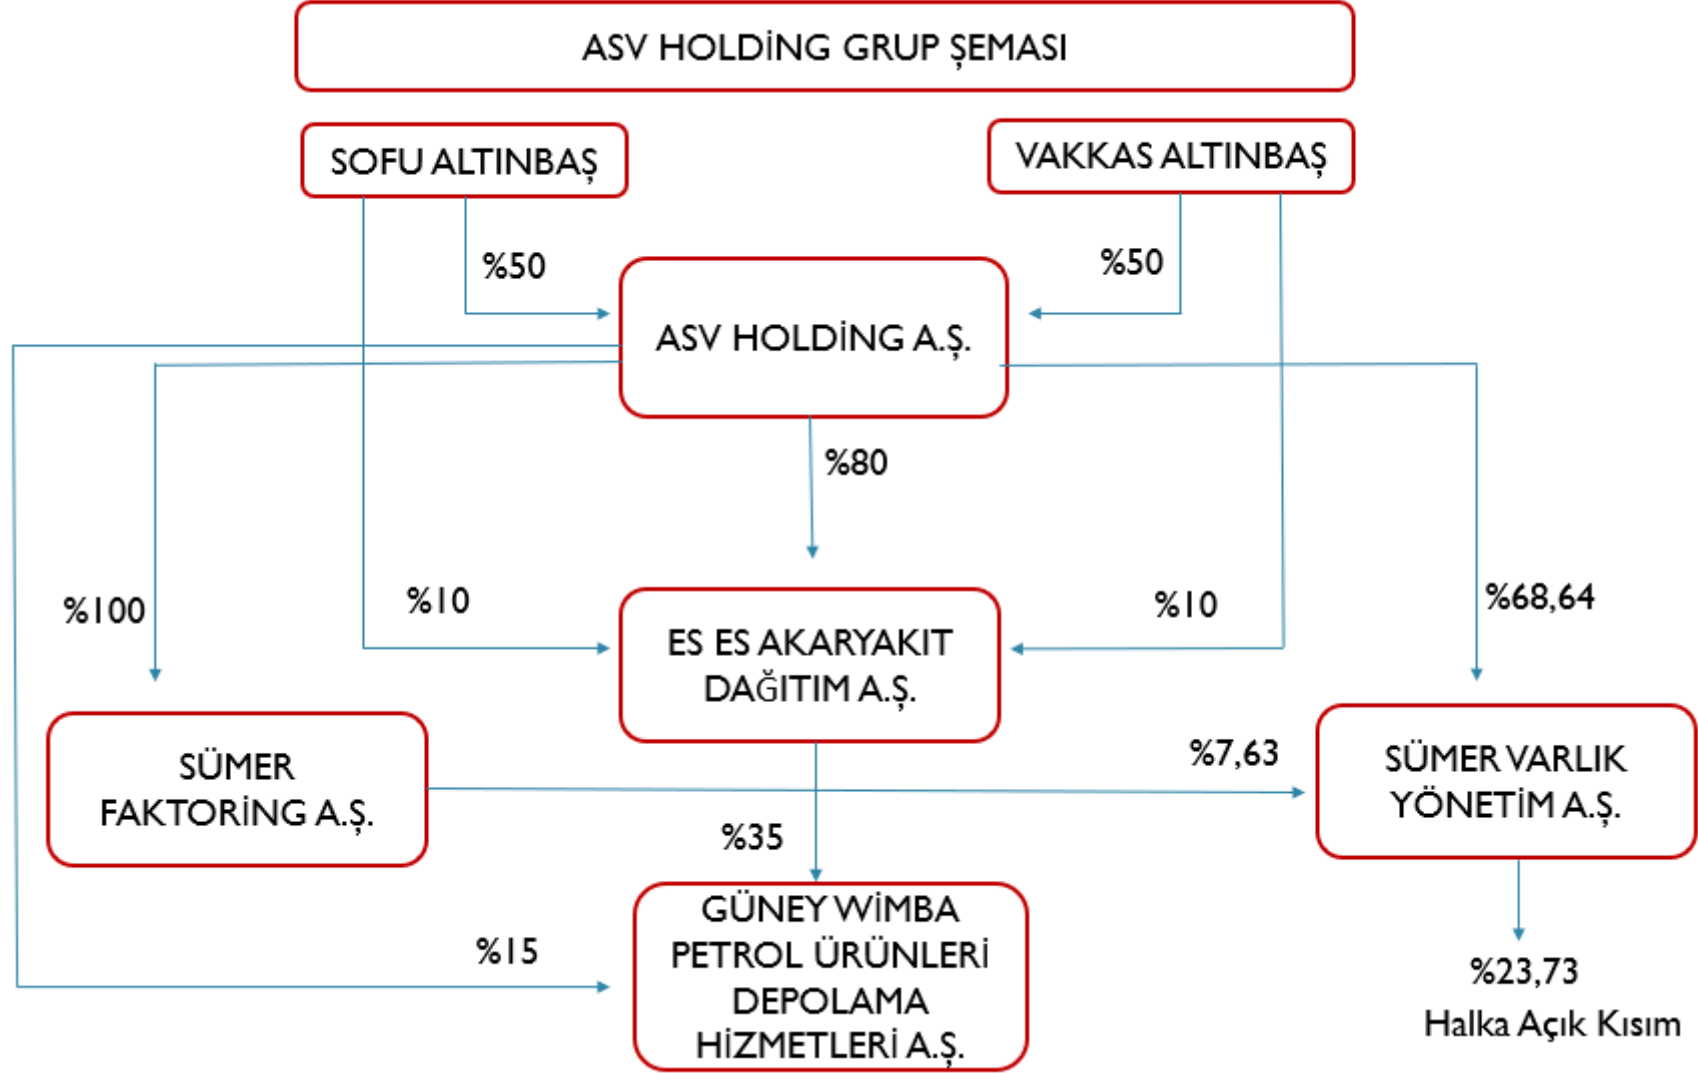 ASV HOLDİNG GRUP ŞEMASI
SOFU ALTINBAŞ
VAKKAS ALTINBAŞ
%50
%50
ASV HOLDİNG A.Ş.
%80
%100
%10
%10
%68,64
ES ES AKARYAKIT
DAĞITIM A.Ş.
SÜMER
FAKTORİNG A.Ş.
%7,63
SÜMER VARLIK
YÖNETİM A.Ş.
%35
%15
GÜNEY WİMBA
PETROL ÜRÜNLERİ
DEPOLAMA
HİZMETLERİ A.Ş.
%23,73
Halka Açık Kısım